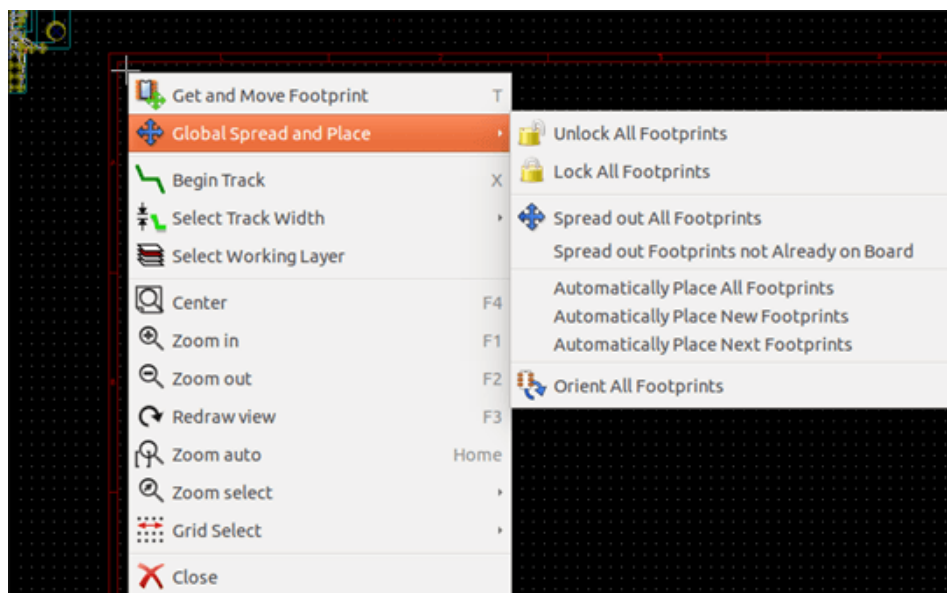 Get and Move Footprint T
Global Spread and Place
Begin Track X
Select Track Width
Select Working Layer
Center F4
Zoom in F1
Zoom out F2
Redraw view F3
Zoom auto Home
Zoom select
Grid Select
Close
Unlock All Footprints
Lock All Footprints
Spread out All Footprints
Spread out Footprints not Already on Board
Automatically Place All Footprints
Automatically Place New Footprints
Automatically Place Next Footprints
Orient All Footprints